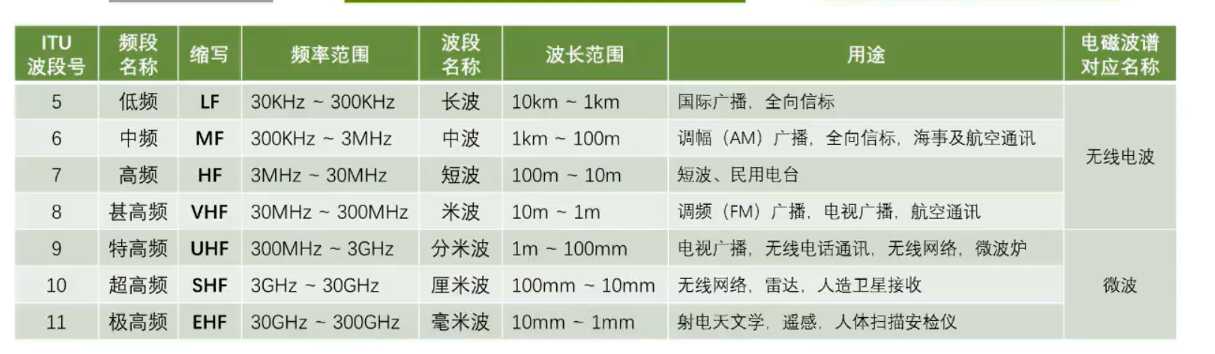 ITU 波段号 频段名称 缩写 频率范围 波段名称 波长范围 用途 电磁波谱对应名称
5 低频 LF 30KHz ~ 300KHz 长波 10km ~ 1km 国际广播，全向信标
6 中频 MF 300KHz ~ 3MHz 中波 1km ~ 100m 调幅（AM）广播，全向信标，海事及航空通讯
无线电波
7 高频 HF 3MHz ~ 30MHz 短波 100m ~ 10m 短波、民用电台
8 甚高频 VHF 30MHz ~ 300MHz 米波 10m ~ 1m 调频（FM）广播，电视广播，航空通讯
9 特高频 UHF 300MHz ~ 3GHz 分米波 1m ~ 100mm 电视广播，无线电话通讯，无线网络，微波炉
10 超高频 SHF 3GHz ~ 30GHz 厘米波 100mm ~ 10mm 无线网络，雷达，人造卫星接收 微波
11 极高频 EHF 30GHz ~ 300GHz 毫米波 10mm ~ 1mm 射电天文学，遥感，人体扫描安检仪